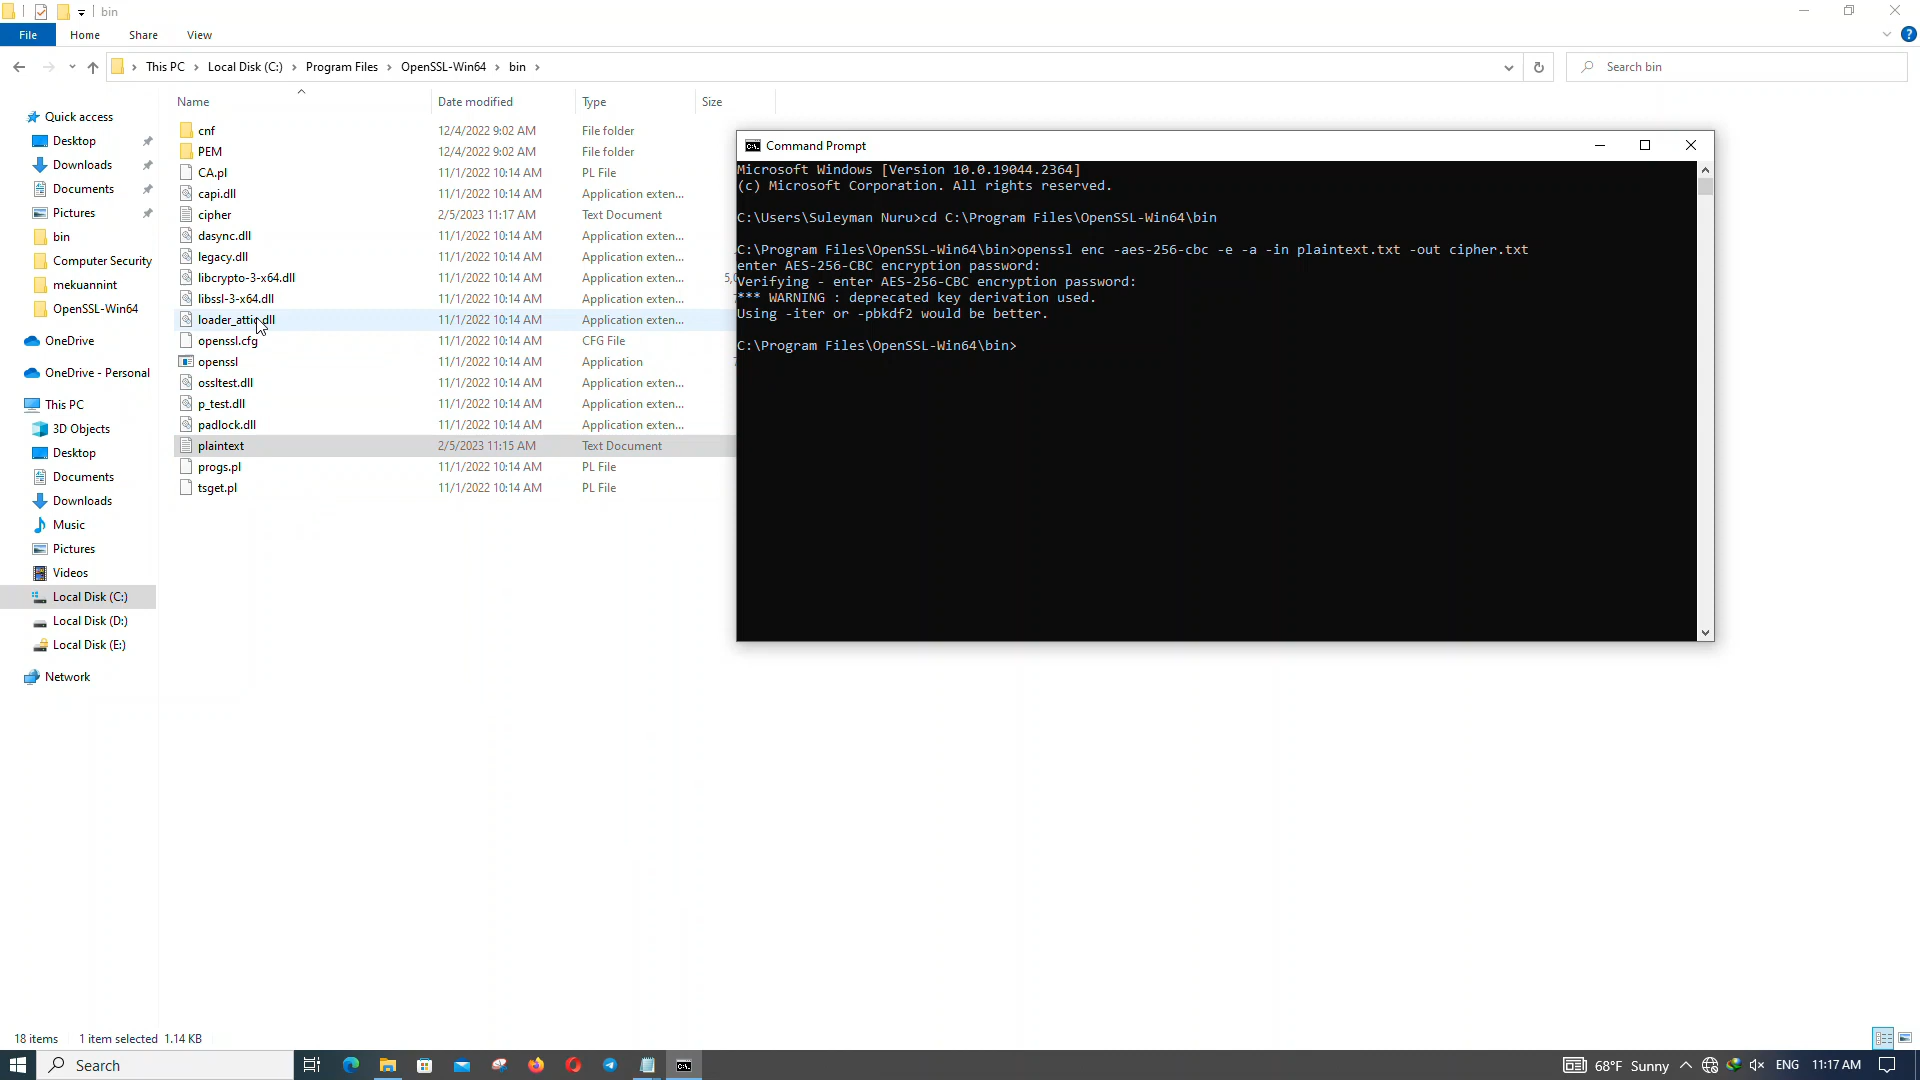 bin
File Home Share View
This PC Local Disk (C:) Program Files OpenSSL-Win64 bin
Search bin
Quick access
Desktop
Downloads
Documents
Pictures
bin
Computer Security
mekuannint
OpenSSL-Win64
OneDrive
OneDrive - Personal
This PC
3D Objects
Desktop
Documents
Downloads
Music
Pictures
Videos
Local Disk (C:)
Local Disk (D:)
Local Disk (E:)
Network
Name Date modified Type Size
cnf 12/4/2022 9:02 AM File folder
PEM 12/4/2022 9:02 AM File folder
CA.pl 11/1/2022 10:14 AM PL File
capi.dll 11/1/2022 10:14 AM Application exten...
cipher 2/5/2023 11:17 AM Text Document
dasync.dll 11/1/2022 10:14 AM Application exten...
legacy.dll 11/1/2022 10:14 AM Application exten...
libcrypto-3-x64.dll 11/1/2022 10:14 AM Application exten...
libssl-3-x64.dll 11/1/2022 10:14 AM Application exten...
loader_attic.dll 11/1/2022 10:14 AM Application exten...
openssl.cfg 11/1/2022 10:14 AM CFG File
openssl 11/1/2022 10:14 AM Application
ossltest.dll 11/1/2022 10:14 AM Application exten...
p_test.dll 11/1/2022 10:14 AM Application exten...
padlock.dll 11/1/2022 10:14 AM Application exten...
plaintext 2/5/2023 11:15 AM Text Document
progs.pl 11/1/2022 10:14 AM PL File
tsget.pl 11/1/2022 10:14 AM PL File
Command Prompt
Microsoft Windows [Version 10.0.19044.2364]
(c) Microsoft Corporation. All rights reserved.
C:\Users\Suleyman Nuru>cd C:\Program Files\OpenSSL-Win64\bin
C:\Program Files\OpenSSL-Win64\bin>openssl enc -aes-256-cbc -e -a -in plaintext.txt -out cipher.txt
enter AES-256-CBC encryption password:
Verifying - enter AES-256-CBC encryption password:
*** WARNING : deprecated key derivation used.
Using -iter or -pbkdf2 would be better.
C:\Program Files\OpenSSL-Win64\bin>
18 items 1 item selected 1.14 KB
Search
68°F Sunny ENG 11:17 AM